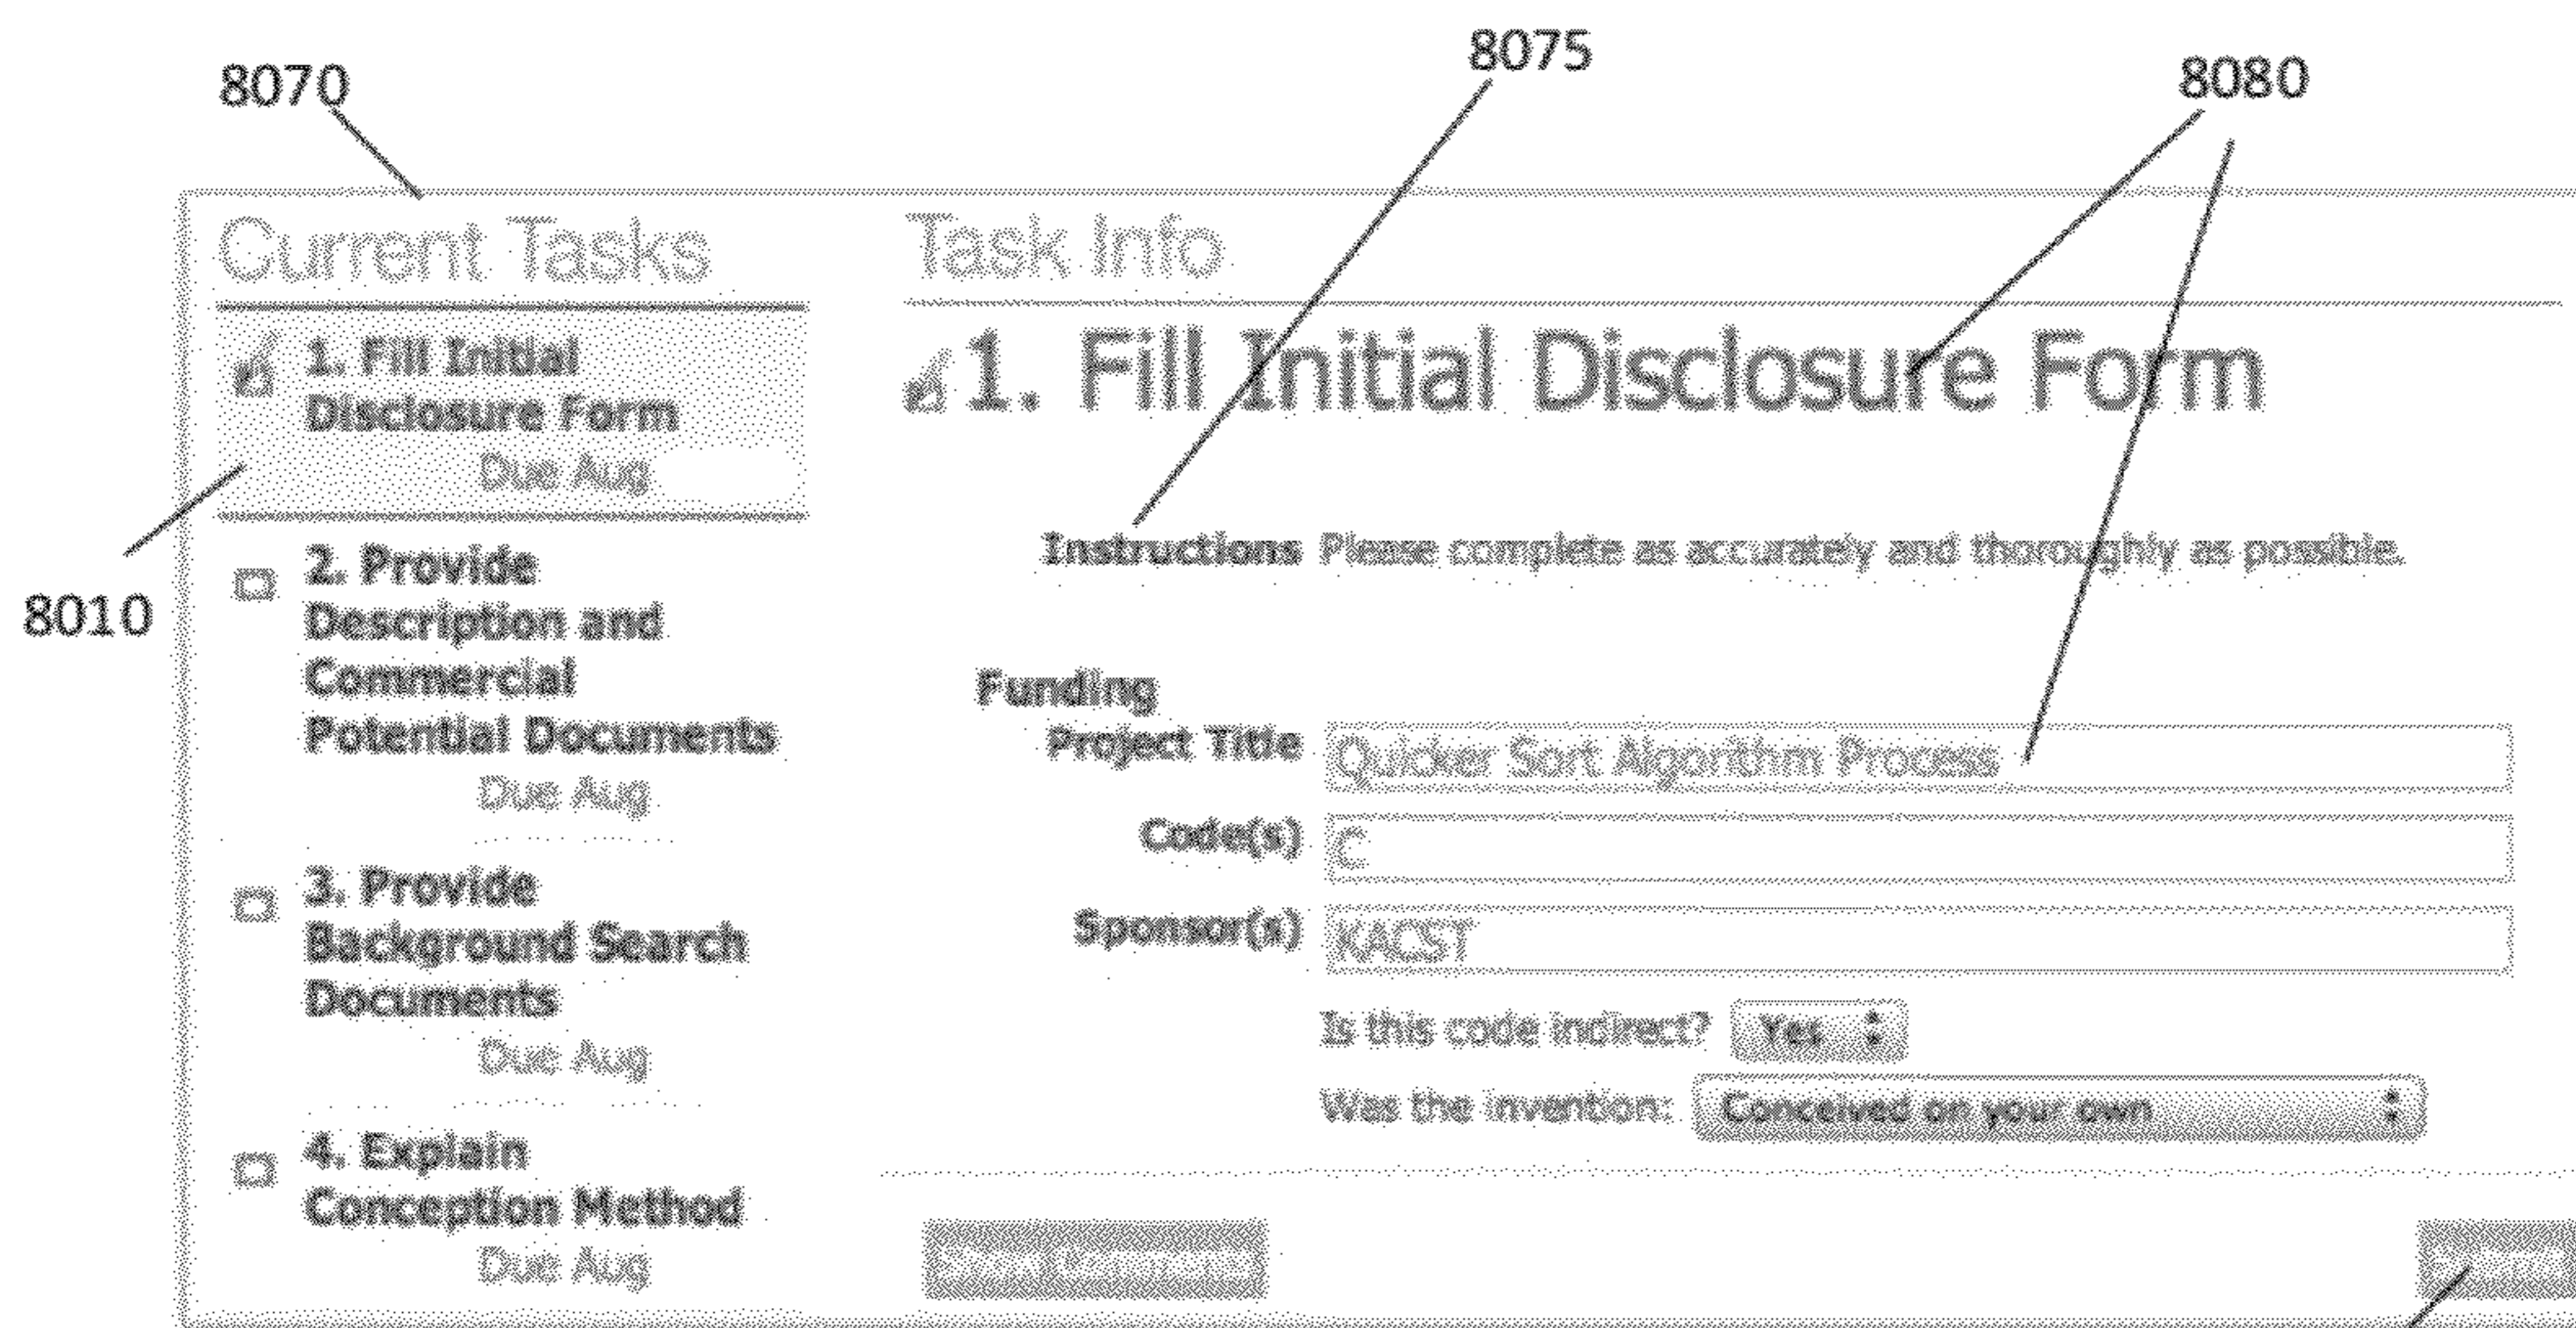 8070
8075
8080
Current Tasks
Task Info
1. Fill Initial
Disclosure Form
Due Aug
1. Fill Initial Disclosure Form
8010
Instructions Please complete as accurately and thoroughly as possible.
2. Provide
Description and
Commercial
Potential Documents
Due Aug
Funding
Project Title Quicker Sort Algorithm Process
Code(s) C
Sponsor(s) KACST
3. Provide
Background Search
Documents
Due Aug
Is this code indirect? Yes
Was the invention: Conceived on your own
4. Explain
Conception Method
Due Aug